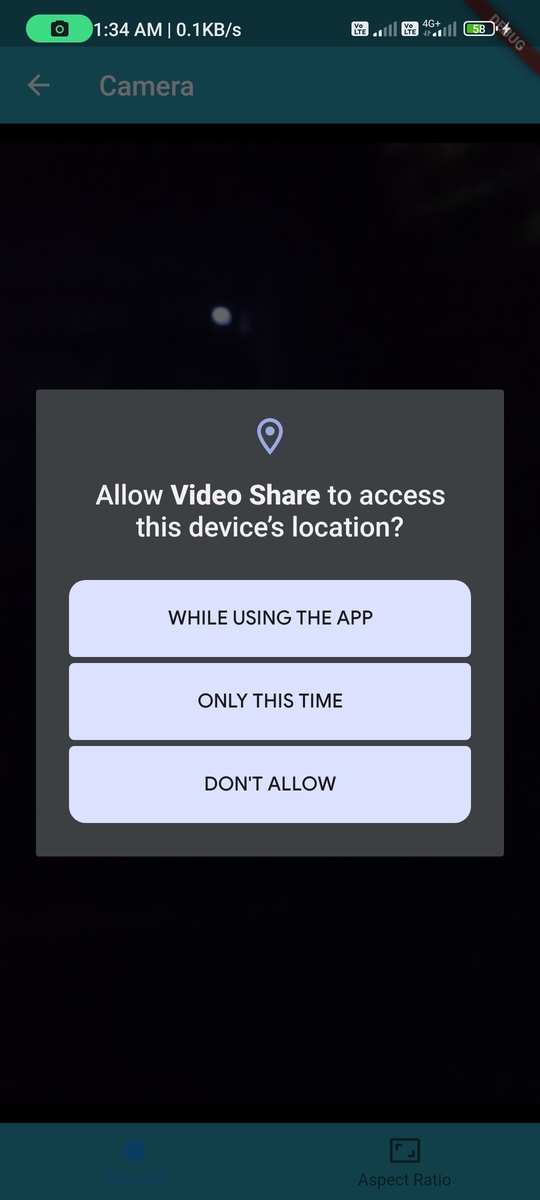 1:34 AM | 0.1KB/s
Vo LTE
Vo LTE
4G+
58
DEBUG
Camera
Allow Video Share to access
this device’s location?
WHILE USING THE APP
ONLY THIS TIME
DON'T ALLOW
Aspect Ratio